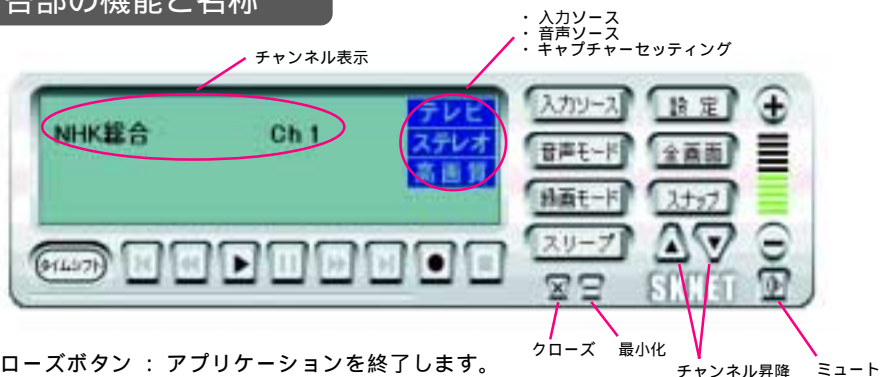 各部の機能と名称
・ 入力ソース
・ 音声ソース
・ キャプチャーセッティング
チャンネル表示
NHK総合 Ch 1
テレビ
ステレオ
高画質
入力ソース 設定
音声モード 全画面
録画モード スナップ
スリープ
タイムシフト
SKNET
クローズ 最小化
チャンネル昇降 ミュート
ローズボタン : アプリケーションを終了します。